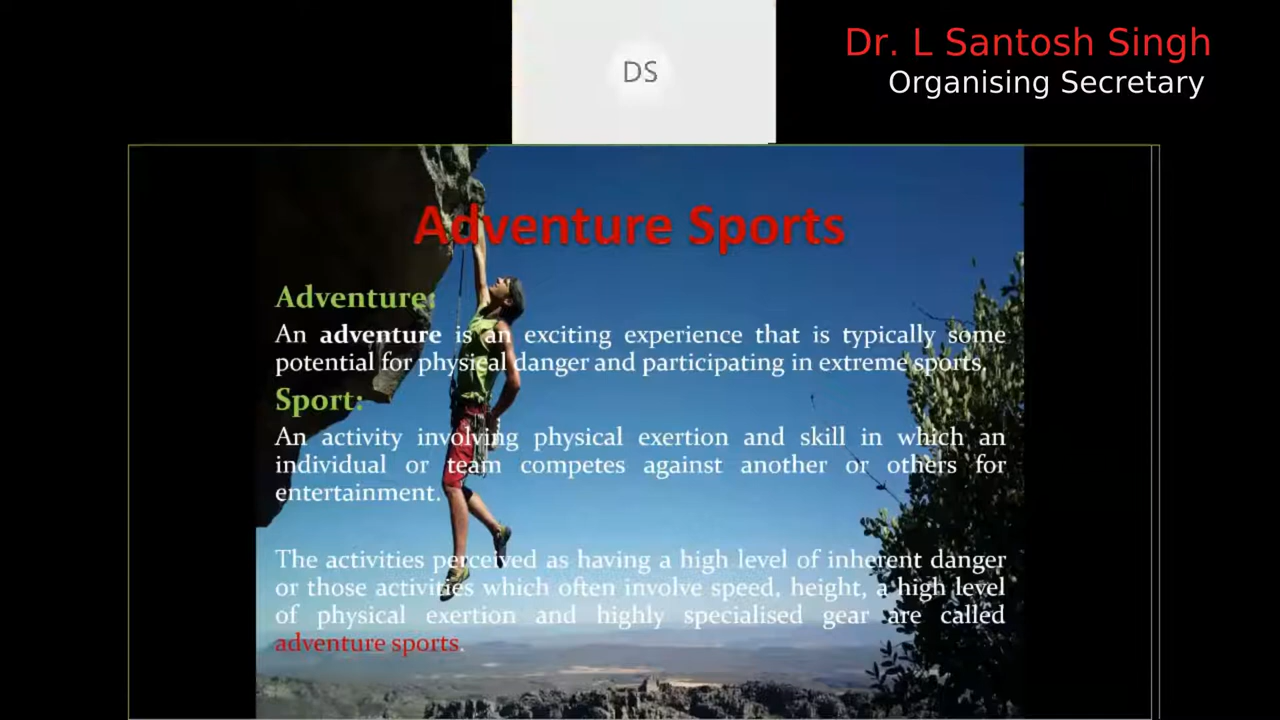 DS
Dr. L Santosh Singh
Organising Secretary
Adventure Sports
Adventure:
An adventure is an exciting experience that is typically some
potential for physical danger and participating in extreme sports.
Sport:
An activity involving physical exertion and skill in which an
individual or team competes against another or others for
entertainment.
The activities perceived as having a high level of inherent danger
or those activities which often involve speed, height, a high level
of physical exertion and highly specialised gear are called
adventure sports.